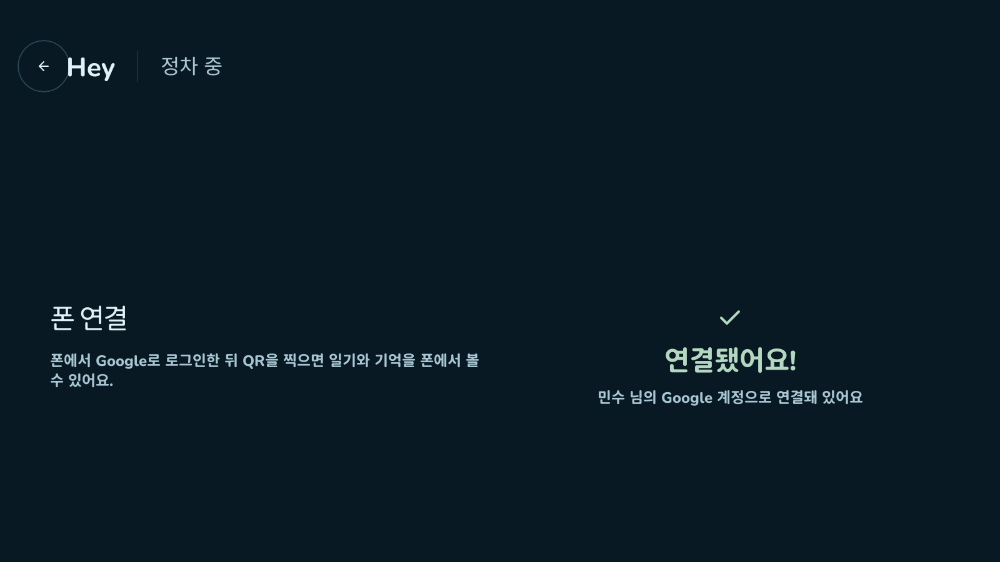 Hey
정차 중
폰 연결
폰에서 Google로 로그인한 뒤 QR을 찍으면 일기와 기억을 폰에서 볼
수 있어요.
연결됐어요!
민수 님의 Google 계정으로 연결돼 있어요